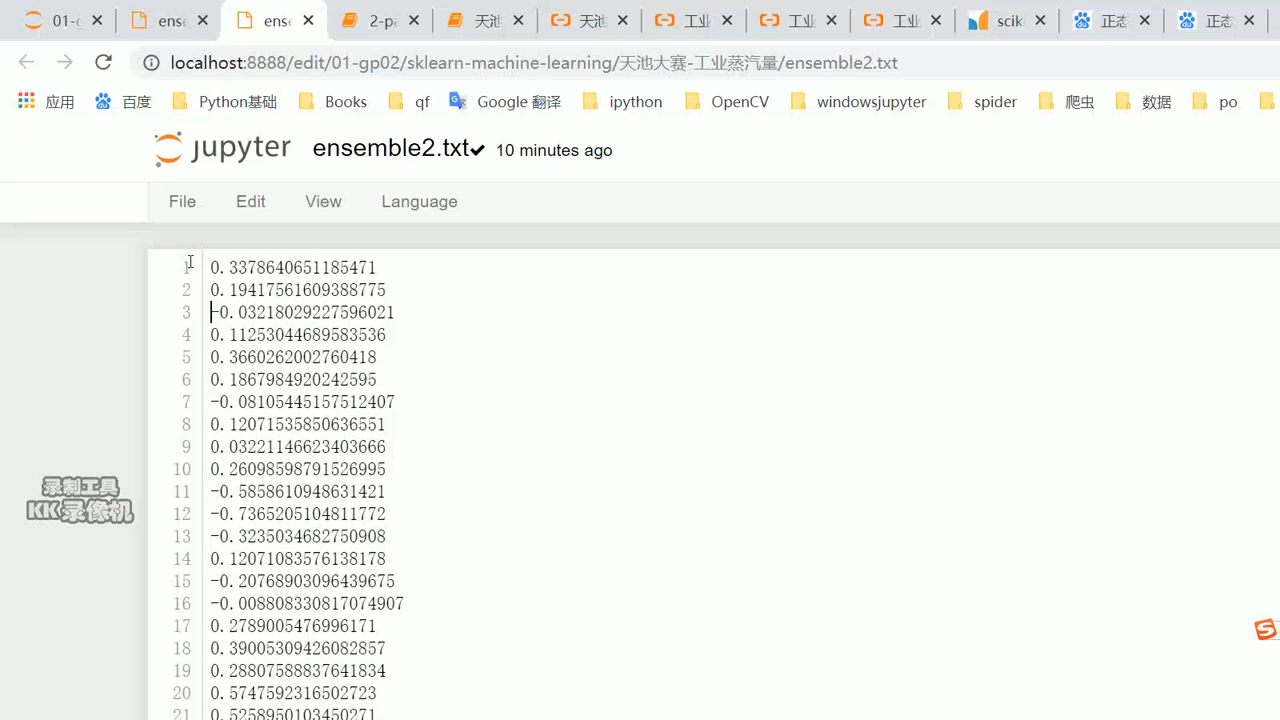 01-g
ense
ense
2-pa
天池
天池
工业
工业
工业
scik
正态
正态
localhost:8888/edit/01-gp02/sklearn-machine-learning/天池大赛-工业蒸汽量/ensemble2.txt
应用 百度 Python基础 Books qf Google 翻译 ipython OpenCV windowsjupyter spider 爬虫 数据 po
jupyter ensemble2.txt 10 minutes ago
File Edit View Language
1 0.3378640651185471
2 0.19417561609388775
3 -0.03218029227596021
4 0.11253044689583536
5 0.3660262002760418
6 0.1867984920242595
7 -0.08105445157512407
8 0.12071535850636551
9 0.03221146623403666
10 0.26098598791526995
11 -0.5858610948631421
12 -0.7365205104811772
13 -0.3235034682750908
14 0.12071083576138178
15 -0.20768903096439675
16 -0.008808330817074907
17 0.2789005476996171
18 0.39005309426082857
19 0.28807588837641834
20 0.5747592316502723
21 0.5258950103450271
录制工具
KK录像机